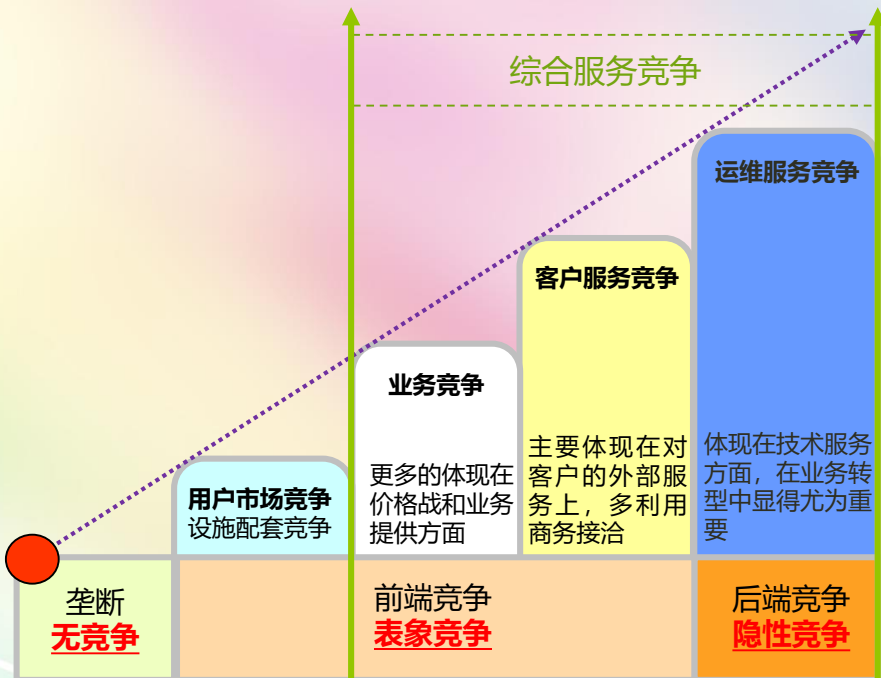 综合服务竞争
运维服务竞争
客户服务竞争
业务竞争
用户市场竞争
设施配套竞争
更多的体现在
价格战和业务
提供方面
主要体现在对
客户的外部服
务上，多利用
商务接洽
体现在技术服务
方面，在业务转
型中显得尤为重
要
垄断
无竞争
前端竞争
表象竞争
后端竞争
隐性竞争